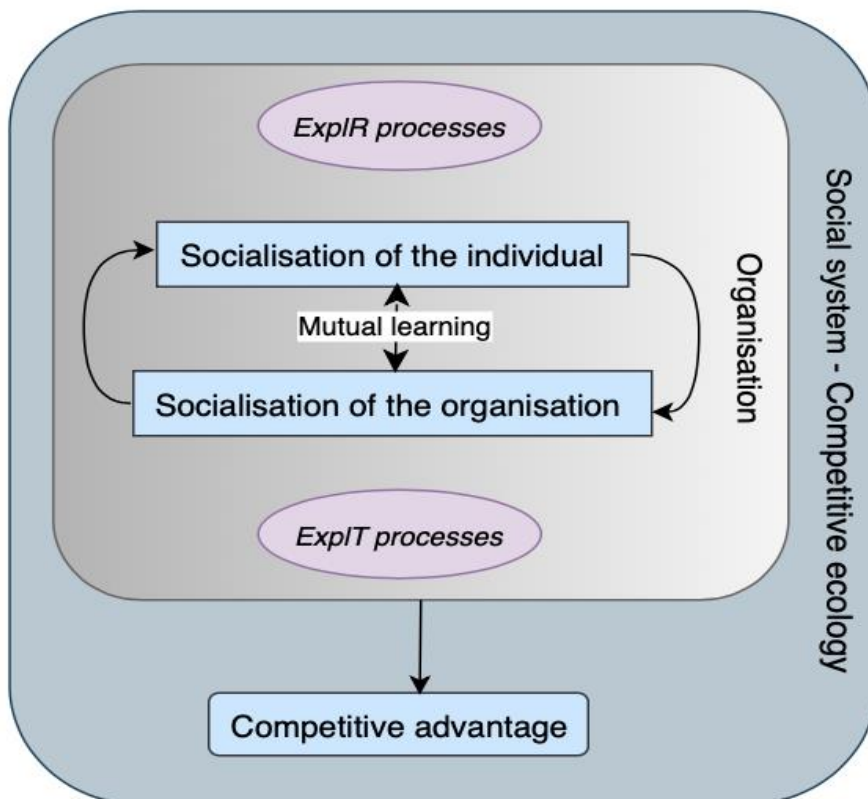 ExplR processes
Socialisation of the individual
Mutual learning
Socialisation of the organisation
ExplT processes
Competitive advantage
Organisation
Social system - Competitive ecology